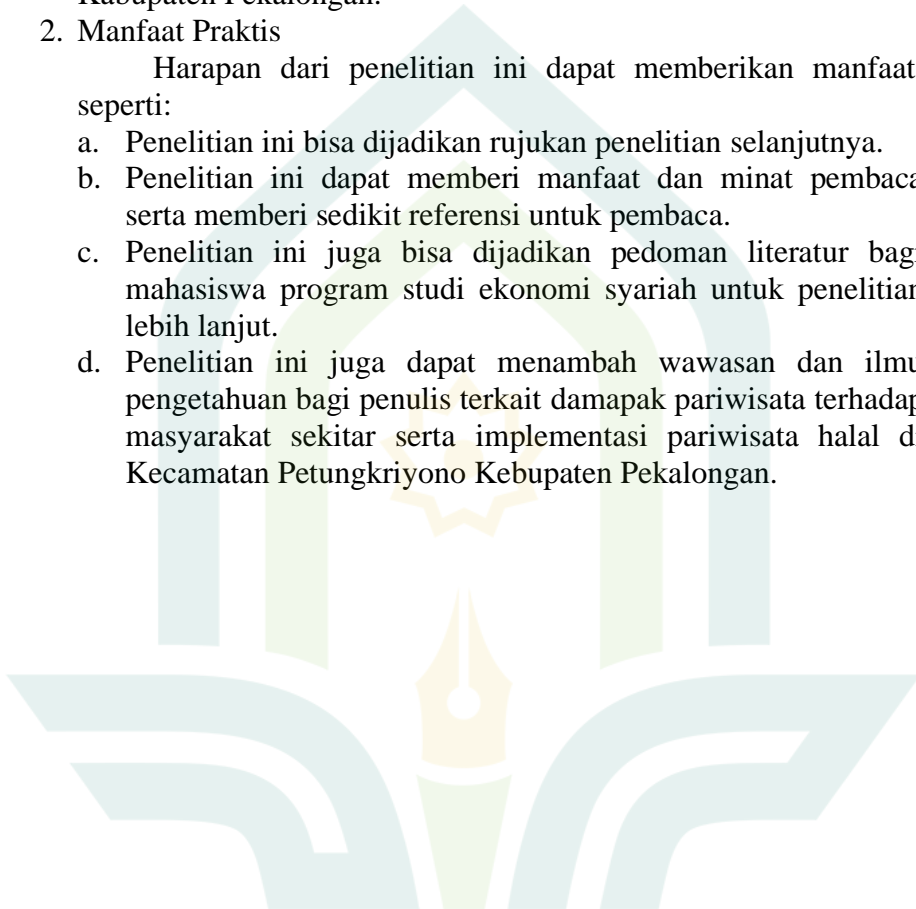 Kabupaten Pekalongan.
2. Manfaat Praktis
Harapan dari penelitian ini dapat memberikan manfaat
seperti:
a. Penelitian ini bisa dijadikan rujukan penelitian selanjutnya.
b. Penelitian ini dapat memberi manfaat dan minat pembaca
serta memberi sedikit referensi untuk pembaca.
c. Penelitian ini juga bisa dijadikan pedoman literatur bagi
mahasiswa program studi ekonomi syariah untuk penelitian
lebih lanjut.
d. Penelitian ini juga dapat menambah wawasan dan ilmu
pengetahuan bagi penulis terkait damapak pariwisata terhadap
masyarakat sekitar serta implementasi pariwisata halal di
Kecamatan Petungkriyono Kebupaten Pekalongan.